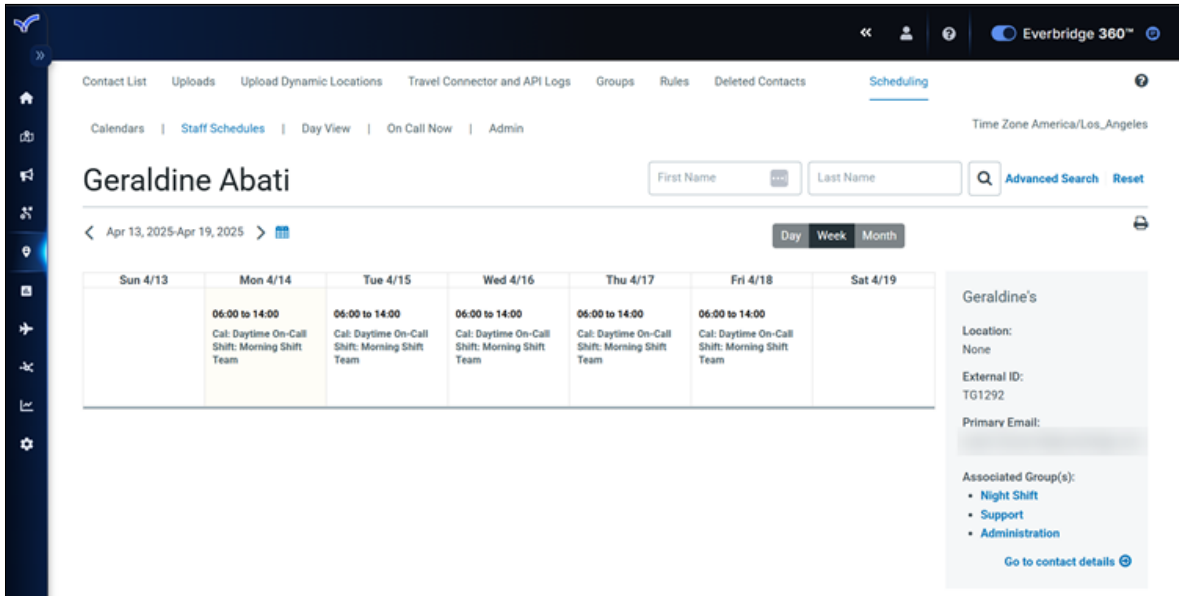 Everbridge 360™
Contact List Uploads Upload Dynamic Locations Travel Connector and API Logs Groups Rules Deleted Contacts Scheduling
Calendars | Staff Schedules | Day View | On Call Now | Admin
Time Zone America/Los_Angeles
Geraldine Abati
First Name
Last Name
Advanced Search Reset
Apr 13, 2025-Apr 19, 2025
Day Week Month
Sun 4/13 Mon 4/14 Tue 4/15 Wed 4/16 Thu 4/17 Fri 4/18 Sat 4/19
06:00 to 14:00 06:00 to 14:00 06:00 to 14:00 06:00 to 14:00 06:00 to 14:00
Cal: Daytime On-Call Cal: Daytime On-Call Cal: Daytime On-Call Cal: Daytime On-Call Cal: Daytime On-Call
Shift: Morning Shift Shift: Morning Shift Shift: Morning Shift Shift: Morning Shift Shift: Morning Shift
Team Team Team Team Team
Geraldine's
Location:
None
External ID:
TG1292
Primary Email:
Associated Group(s):
• Night Shift
• Support
• Administration
Go to contact details